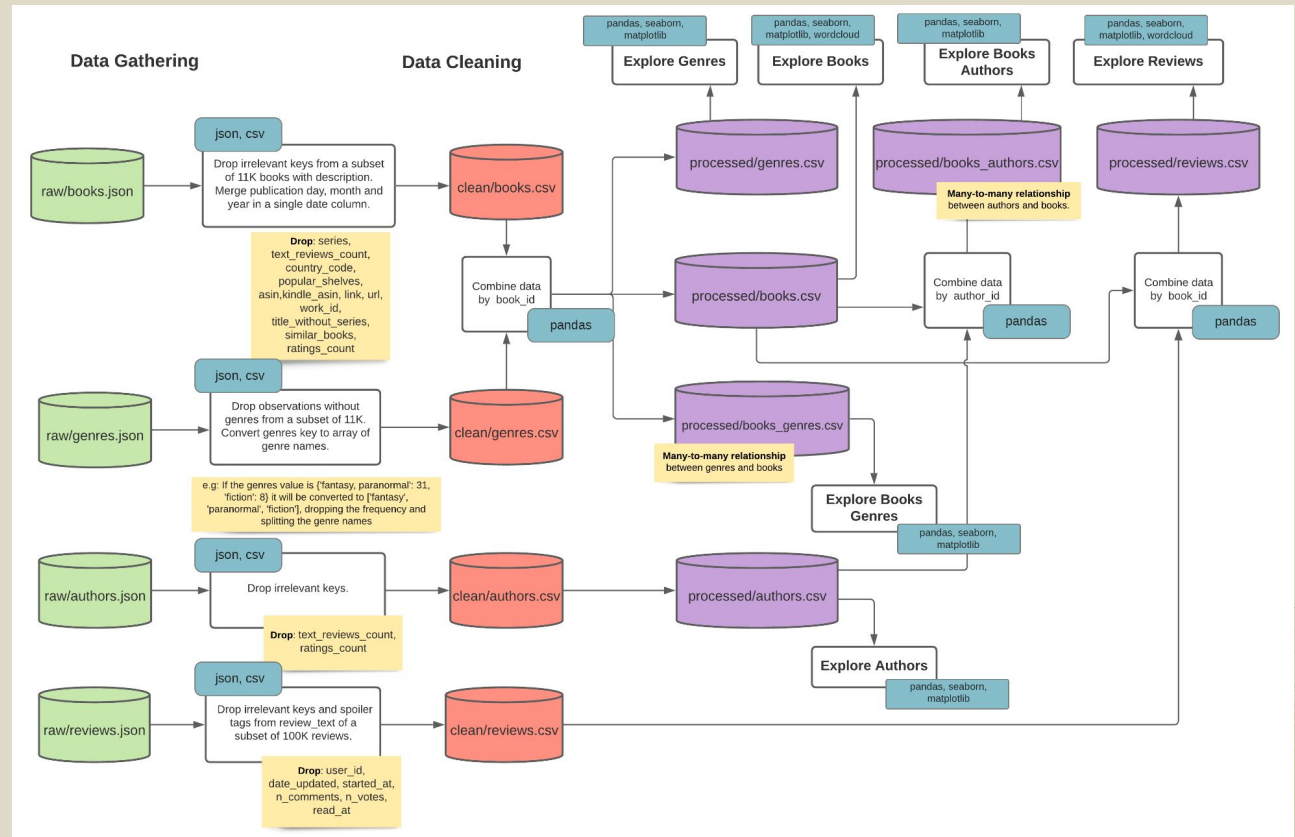 Data Gathering
Data Cleaning
pandas, seaborn,
matplotlib
Explore Genres
pandas, seaborn,
matplotlib, wordcloud
Explore Books
pandas, seaborn,
matplotlib
Explore Books
Authors
pandas, seaborn,
matplotlib, wordcloud
Explore Reviews
raw/books.json
json, csv
Drop irrelevant keys from a subset
of 11K books with description.
Merge publication day, month and
year in a single date column.
Drop: series,
text_reviews_count,
country_code,
popular_shelves,
asin,kindle_asin, link, url,
work_id,
title_without_series,
similar_books,
ratings_count
clean/books.csv
Combine data
by book_id
pandas
processed/genres.csv
processed/books_authors.csv
Many-to-many relationship
between authors and books.
processed/reviews.csv
processed/books.csv
Combine data
by author_id
pandas
Combine data
by book_id
pandas
raw/genres.json
json, csv
Drop observations without
genres from a subset of 11K.
Convert genres key to array of
genre names.
e.g: If the genres value is {'fantasy, paranormal': 31,
'fiction': 8} it will be converted to ['fantasy',
'paranormal', 'fiction'], dropping the frequency and
splitting the genre names
clean/genres.csv
processed/books_genres.csv
Many-to-many relationship
between genres and books
Explore Books
Genres
pandas, seaborn,
matplotlib
raw/authors.json
json, csv
Drop irrelevant keys.
Drop: text_reviews_count,
ratings_count
clean/authors.csv
processed/authors.csv
Explore Authors
pandas, seaborn,
matplotlib
raw/reviews.json
json, csv
Drop irrelevant keys and spoiler
tags from review_text of a
subset of 100K reviews.
Drop: user_id,
date_updated, started_at,
n_comments, n_votes,
read_at
clean/reviews.csv